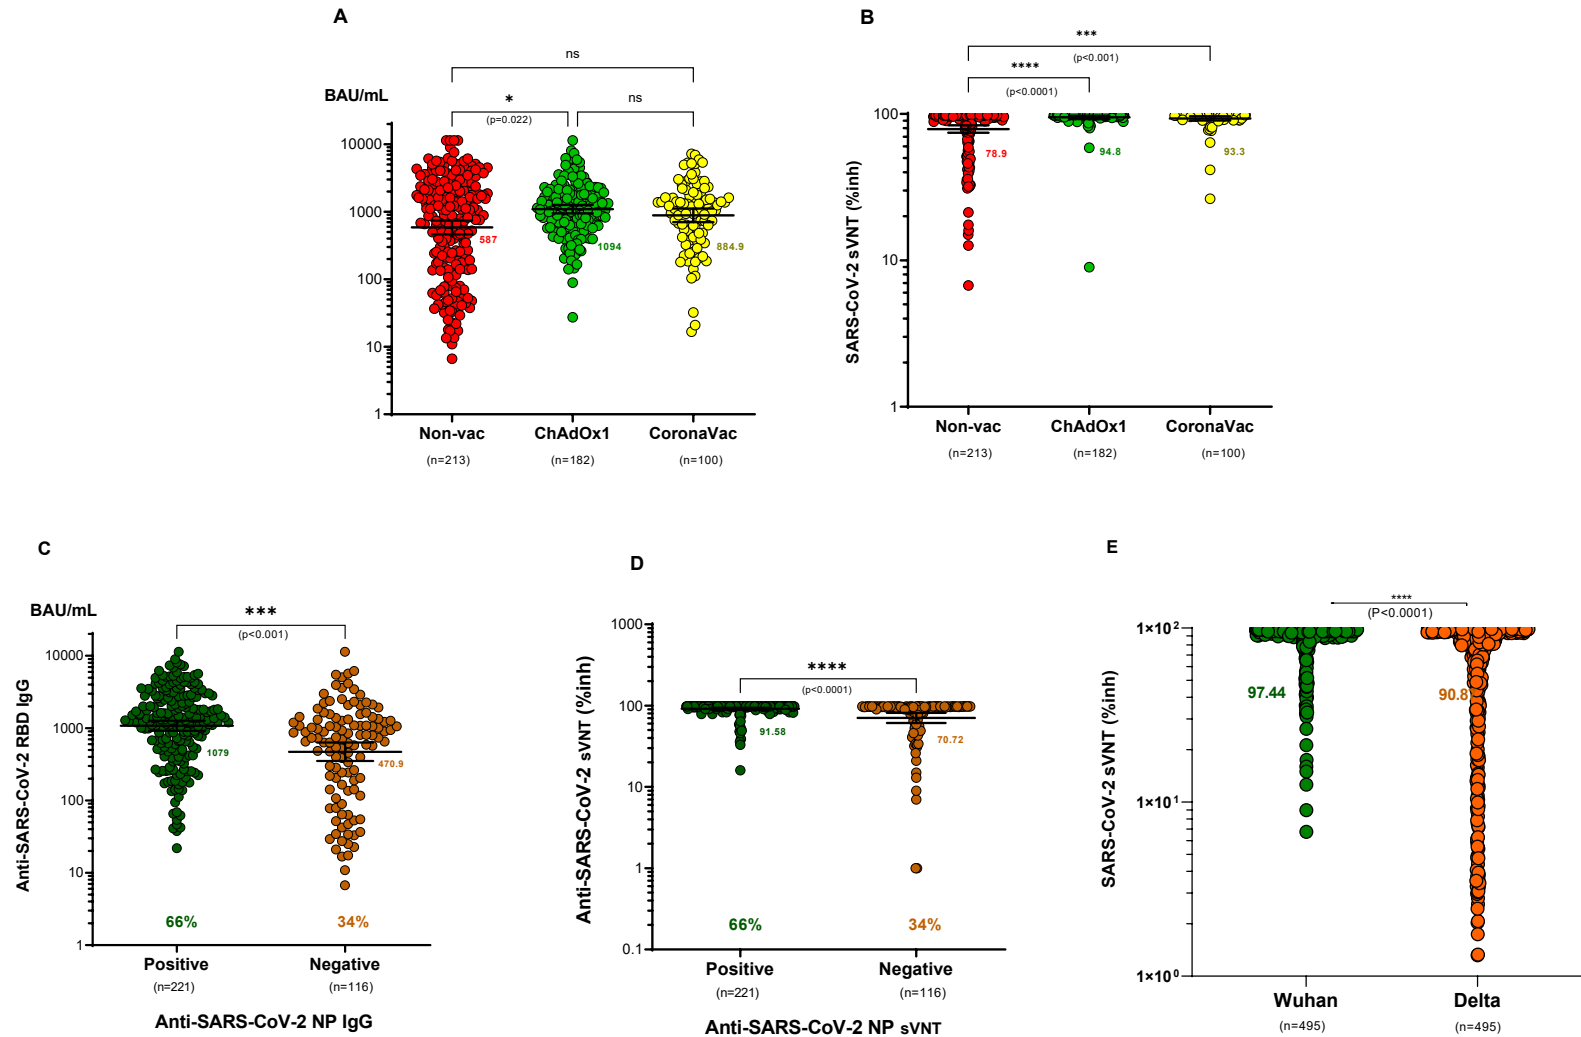 A
ns
BAU/mL
*
(p=0.022)
ns
10000
1000
100
10
1
587
1094
884.9
Non-vac
ChAdOx1
CoronaVac
(n=213)
(n=182)
(n=100)
B
***
(p<0.001)
****
(p<0.0001)
SARS-CoV-2 sVNT (%inh)
100
10
1
78.9
94.8
93.3
Non-vac
ChAdOx1
CoronaVac
(n=213)
(n=182)
(n=100)
C
BAU/mL
***
(p<0.001)
Anti-SARS-CoV-2 RBD IgG
10000
1000
100
10
1
1079
470.9
66%
34%
Positive
Negative
(n=221)
(n=116)
Anti-SARS-CoV-2 NP IgG
D
****
(p<0.0001)
Anti-SARS-CoV-2 sVNT (%inh)
1000
100
10
1
0.1
91.58
70.72
66%
34%
Positive
Negative
(n=221)
(n=116)
Anti-SARS-CoV-2 NP sVNT
E
****
(P<0.0001)
SARS-CoV-2 sVNT (%inh)
1×10²
1×10¹
1×10⁰
97.44
90.8
Wuhan
Delta
(n=495)
(n=495)